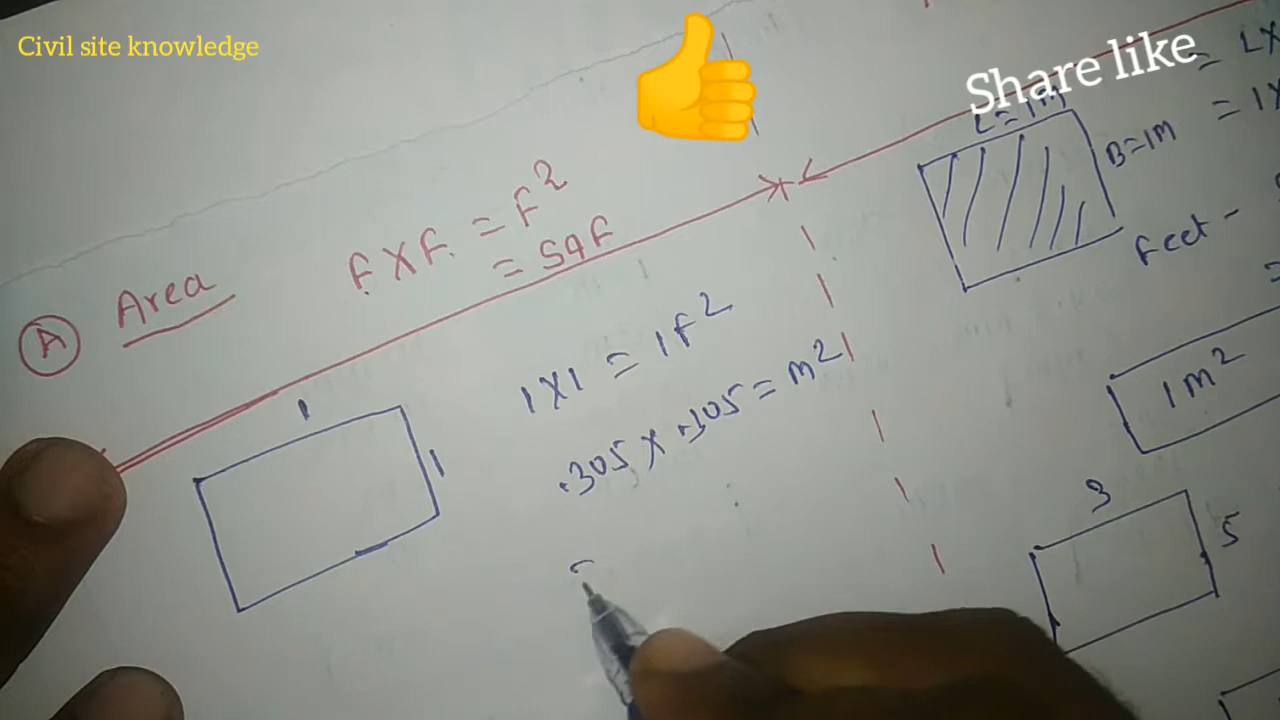 Civil site knowledge
Share like
A Area
F X F = F²
= SqF
1
1
1X1 = 1F²
.305 X .305 = m²
L=1M
B=1M
= LX
= 1X
Feet -
=
1m²
3
5